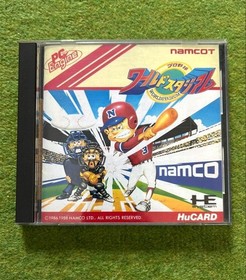 PC Engine
namcot
プロ野球
ワールドスタジアム
N
namco
©1986 1988 NAMCO LTD., ALL RIGHTS RESERVED.
HE
HuCARD